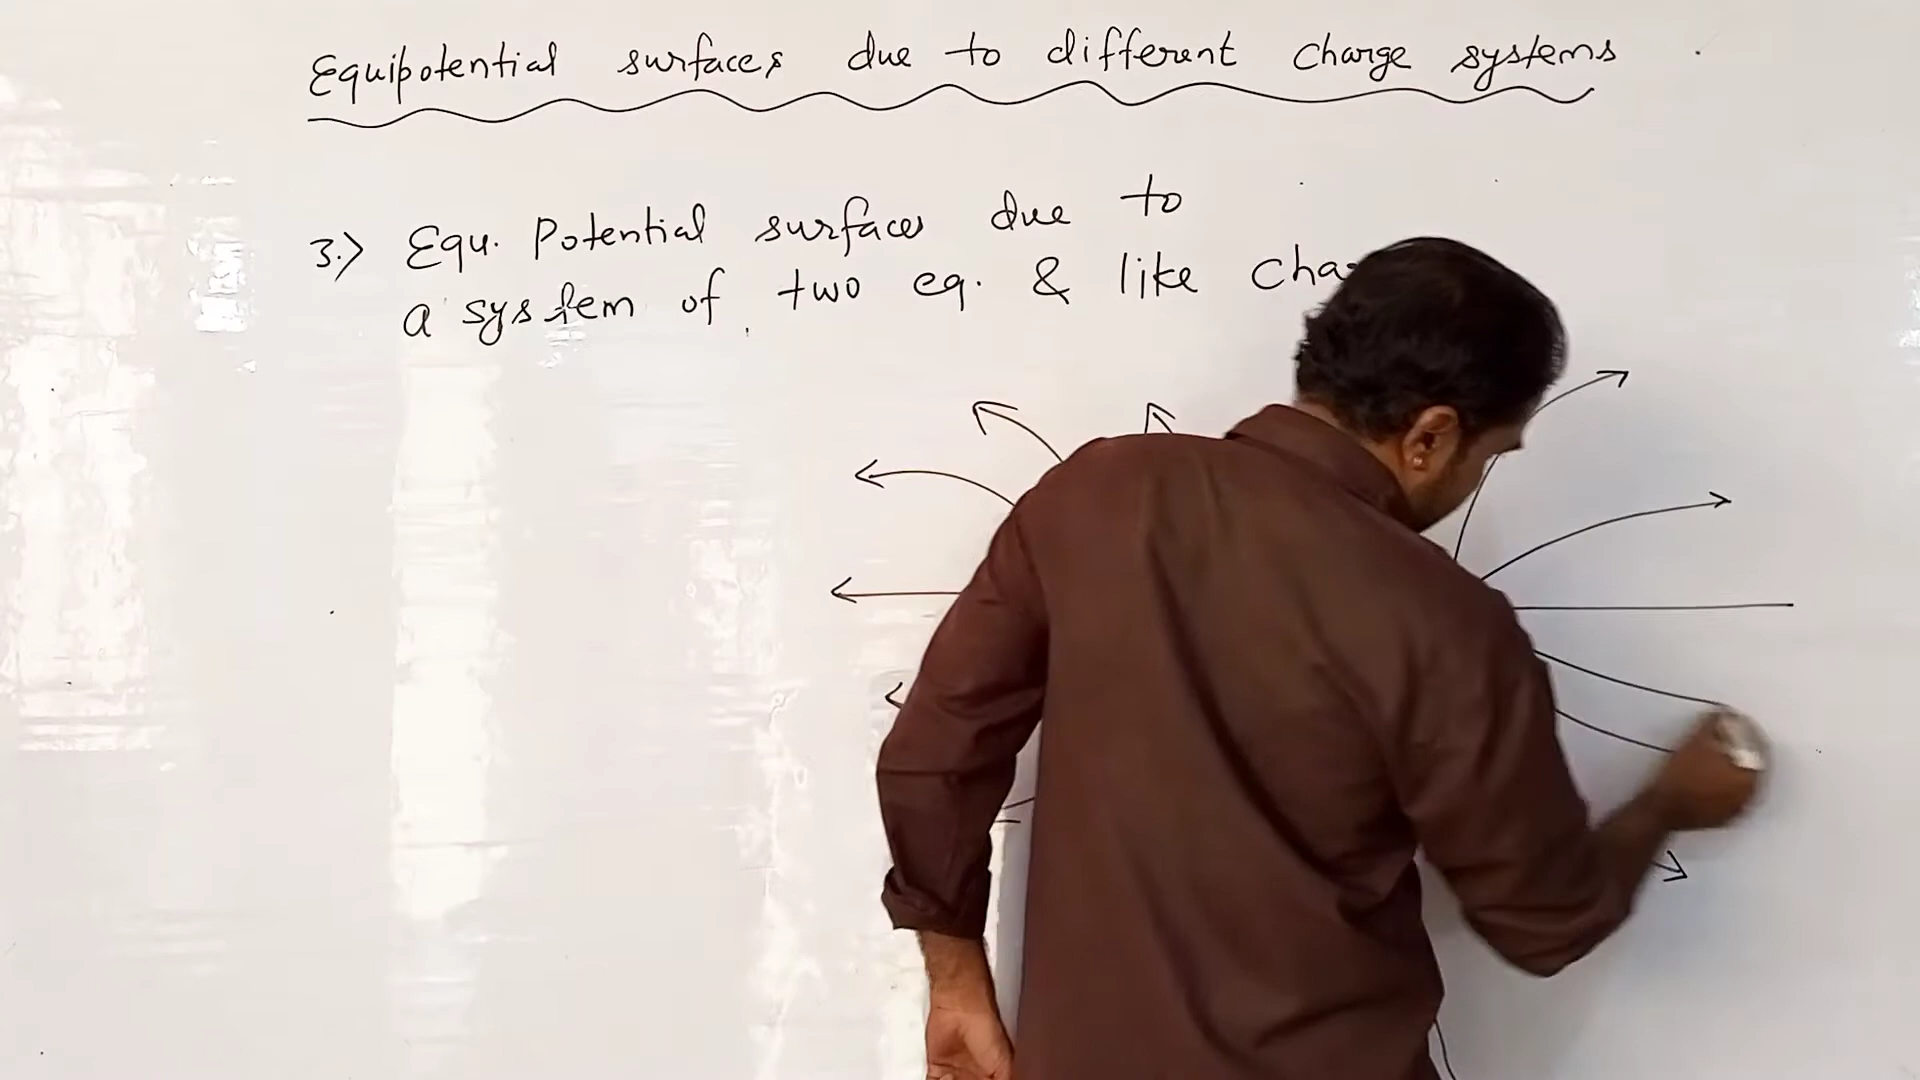 Equipotential surfaces due to different charge systems
3.) Equ. Potential surfaces due to
a system of two eq. & like cha